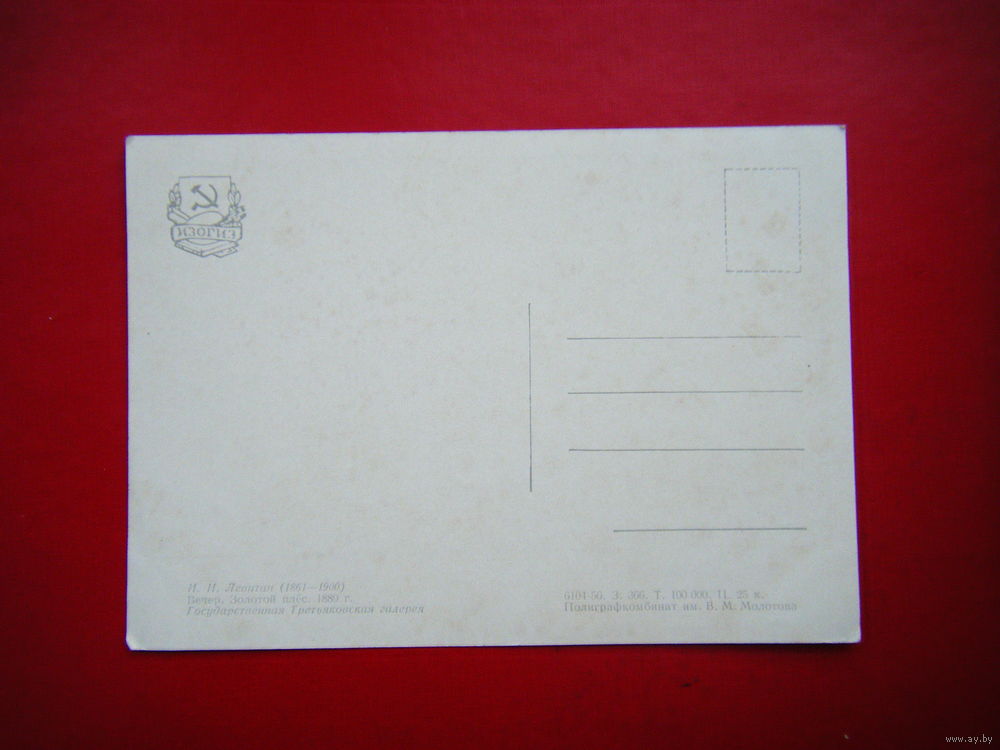 ИЗОГИЗ
И. И. Левитан (1861—1900)
Вечер. Золотой плёс. 1889 г.
Государственная Третьяковская галерея
6104-56. З. 366. Т. 100 000. Ц. 25 к.
Полиграфкомбинат им. В. М. Молотова
www.ay.by